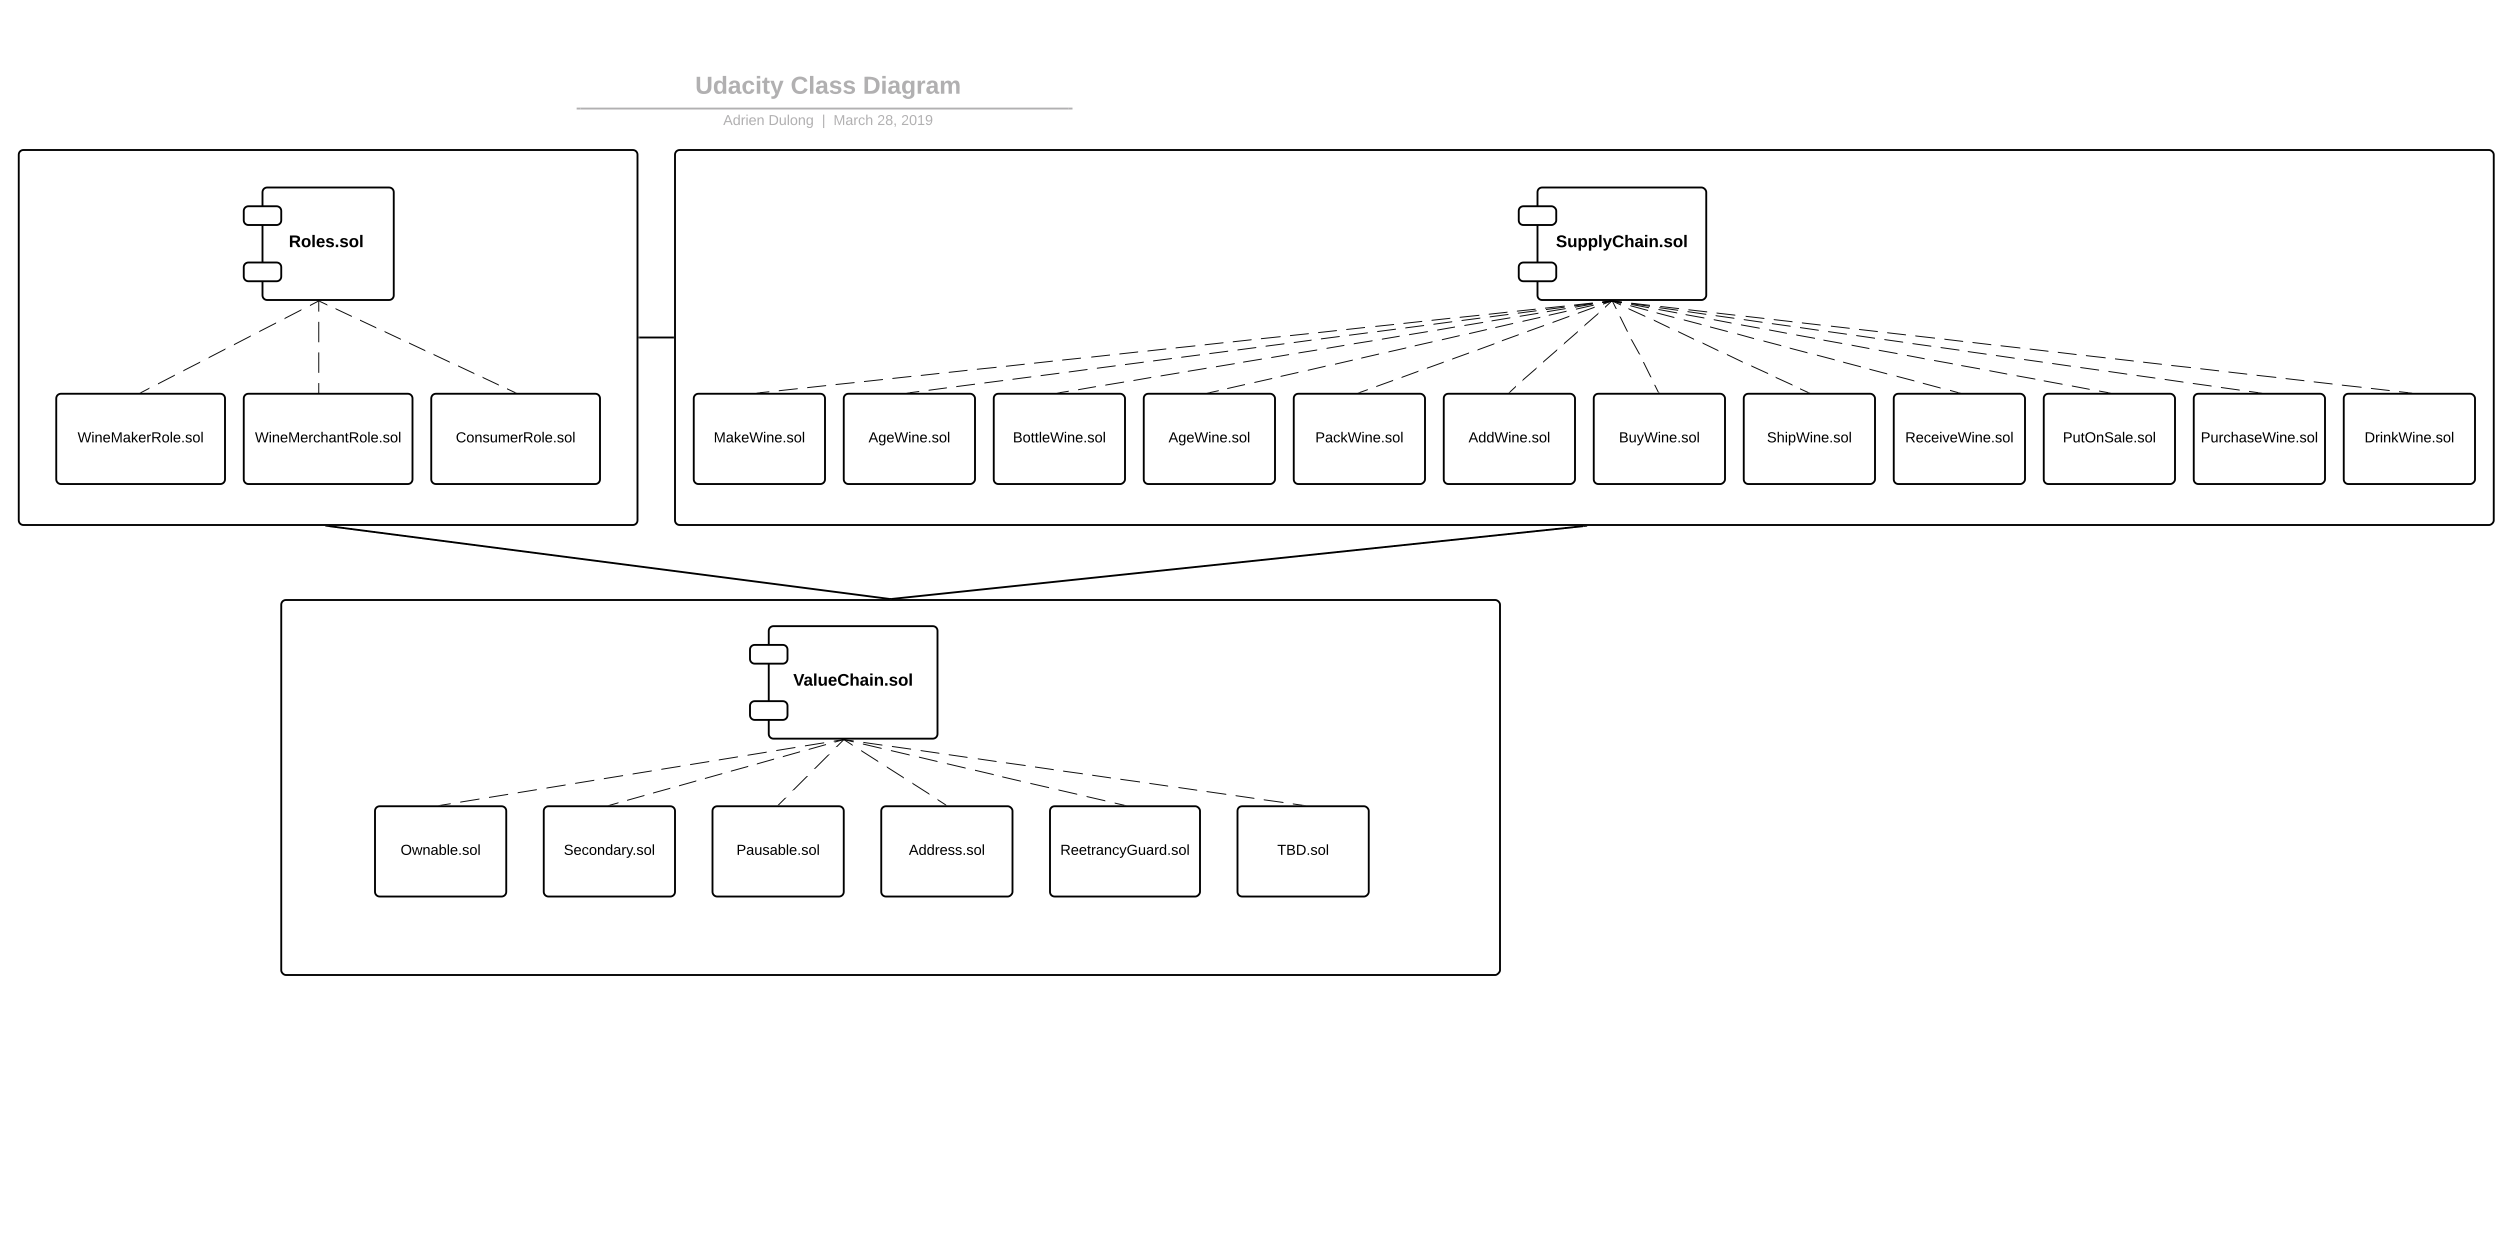 Udacity Class Diagram
Adrien Dulong | March 28, 2019
Roles.sol
SupplyChain.sol
WineMakerRole.sol
WineMerchantRole.sol
ConsumerRole.sol
MakeWine.sol
AgeWine.sol
BottleWine.sol
AgeWine.sol
PackWine.sol
AddWine.sol
BuyWine.sol
ShipWine.sol
ReceiveWine.sol
PutOnSale.sol
PurchaseWine.sol
DrinkWine.sol
ValueChain.sol
Ownable.sol
Secondary.sol
Pausable.sol
Address.sol
ReetrancyGuard.sol
TBD.sol